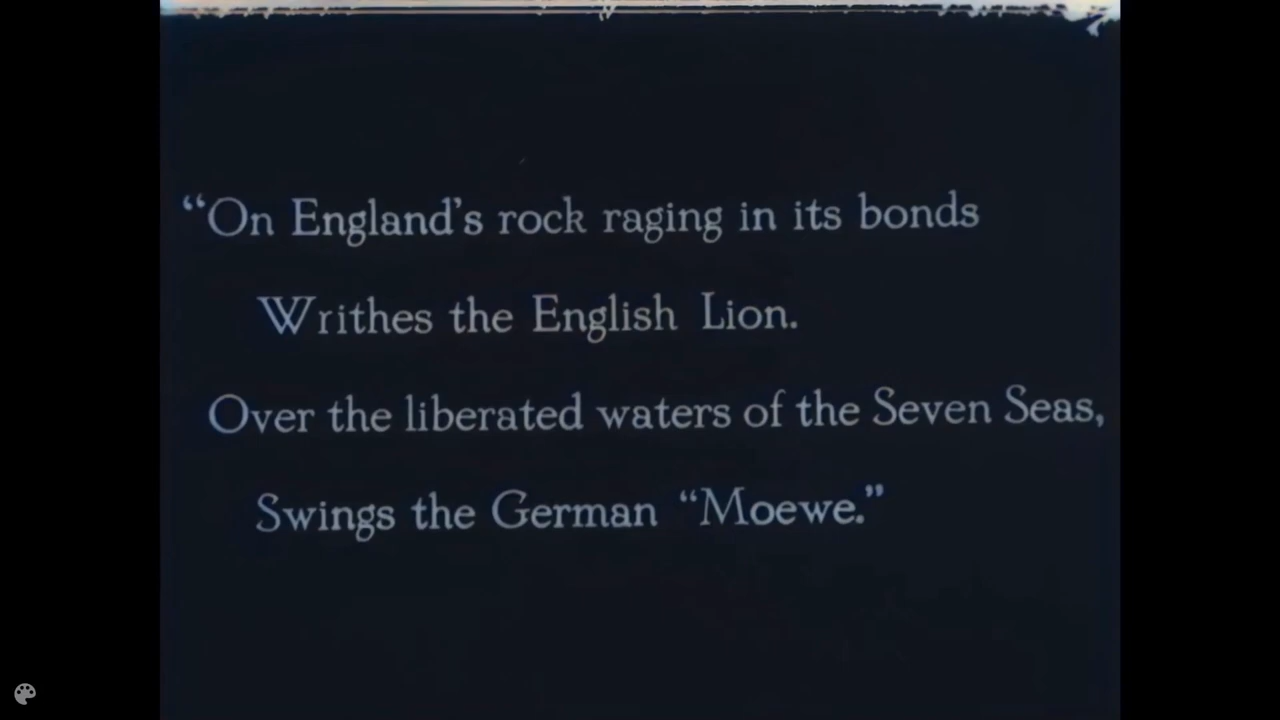 “On England’s rock raging in its bonds
Writhes the English Lion.
Over the liberated waters of the Seven Seas,
Swings the German “Moewe.”